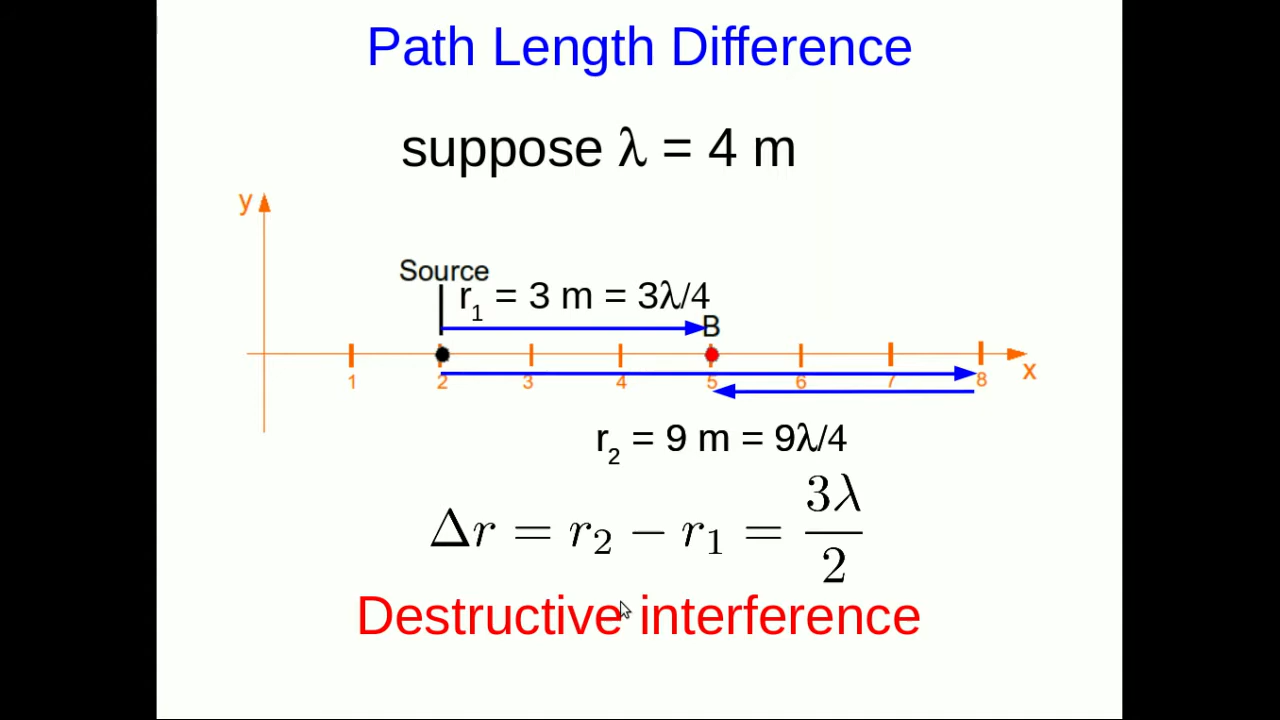 Path Length Difference
suppose λ = 4 m
y
Source
r₁ = 3 m = 3λ/4
B
x
1 2 3 4 5 6 7 8
r₂ = 9 m = 9λ/4
Δr = r₂ − r₁ = 3λ/2
Destructive interference